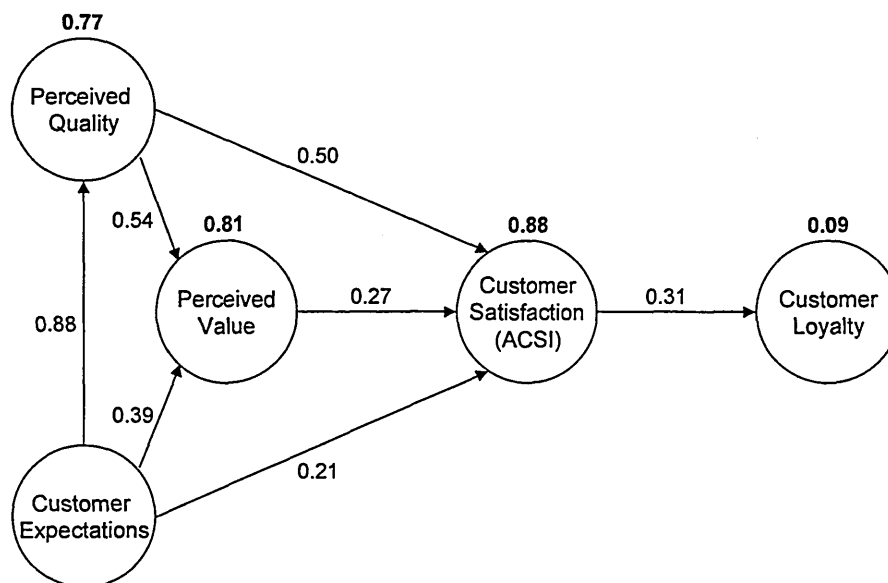 0.77
Perceived
Quality
0.50
0.54
0.81
0.88
0.09
Perceived
Value
0.27
Customer
Satisfaction
(ACSI)
0.31
Customer
Loyalty
0.88
0.39
0.21
Customer
Expectations